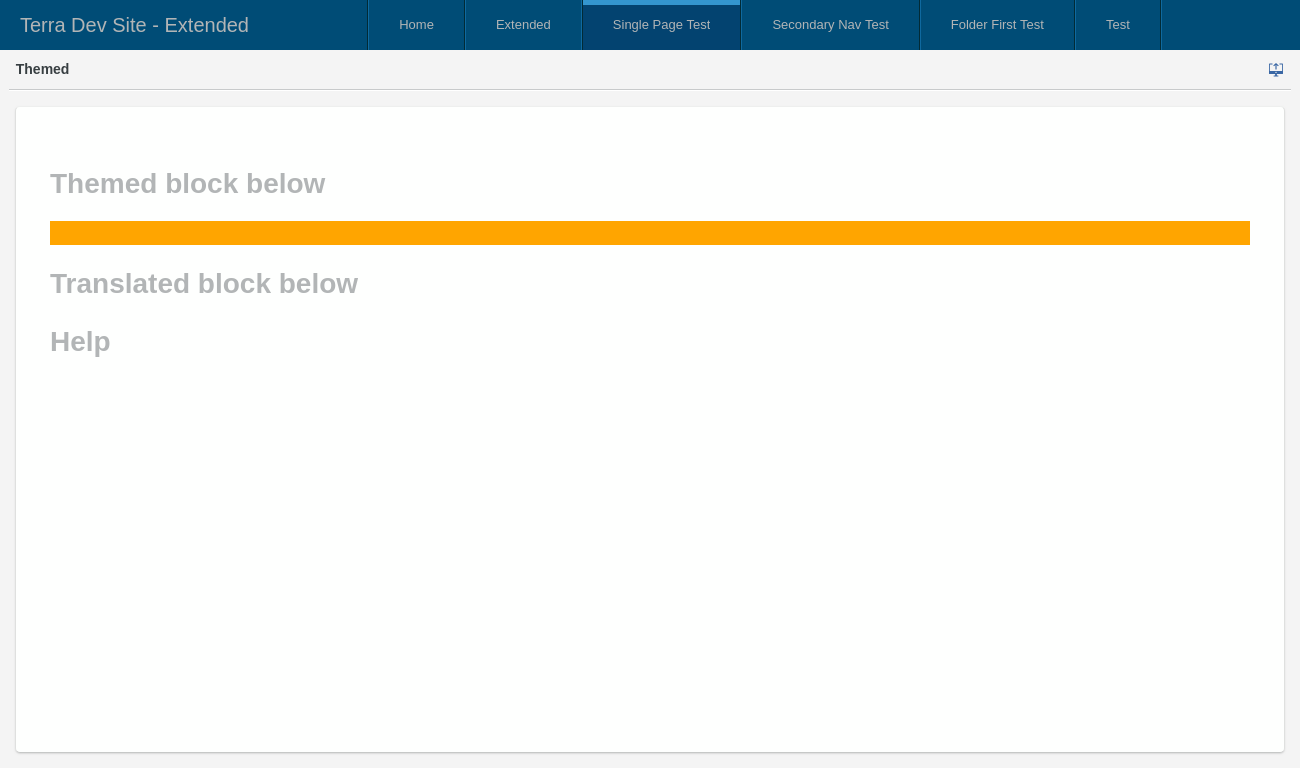 Terra Dev Site - Extended Home Extended Single Page Test Secondary Nav Test Folder First Test Test
Themed
Themed block below
Translated block below
Help